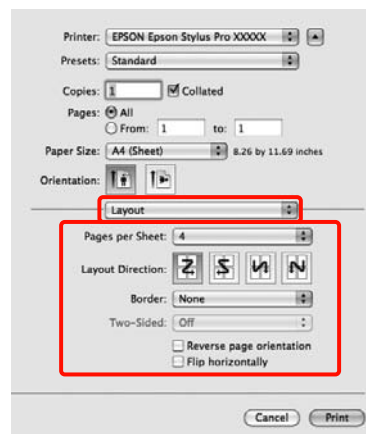 Printer: EPSON Epson Stylus Pro XXXXX
Presets: Standard
Copies: 1 Collated
Pages: All
From: 1 to: 1
Paper Size: A4 (Sheet) 8.26 by 11.69 inches
Orientation:
Layout
Pages per Sheet: 4
Layout Direction:
Border: None
Two-Sided: Off
Reverse page orientation
Flip horizontally
Cancel Print